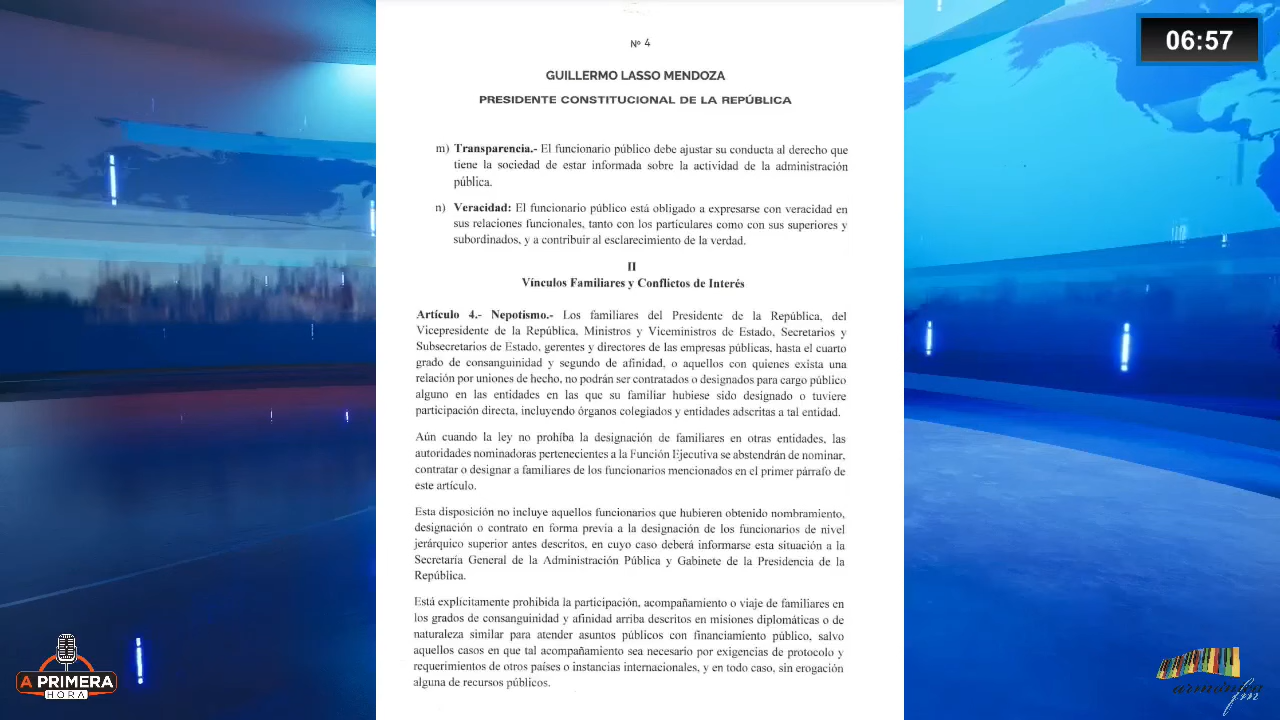 06:57
Nº 4
GUILLERMO LASSO MENDOZA
PRESIDENTE CONSTITUCIONAL DE LA REPÚBLICA
m) Transparencia.- El funcionario público debe ajustar su conducta al derecho que
tiene la sociedad de estar informada sobre la actividad de la administración
pública.
n) Veracidad: El funcionario público está obligado a expresarse con veracidad en
sus relaciones funcionales, tanto con los particulares como con sus superiores y
subordinados, y a contribuir al esclarecimiento de la verdad.
II
Vínculos Familiares y Conflictos de Interés
Artículo 4.- Nepotismo.- Los familiares del Presidente de la República, del
Vicepresidente de la República, Ministros y Viceministros de Estado, Secretarios y
Subsecretarios de Estado, gerentes y directores de las empresas públicas, hasta el cuarto
grado de consanguinidad y segundo de afinidad, o aquellos con quienes exista una
relación por uniones de hecho, no podrán ser contratados o designados para cargo público
alguno en las entidades en las que su familiar hubiese sido designado o tuviere
participación directa, incluyendo órganos colegiados y entidades adscritas a tal entidad.
Aún cuando la ley no prohíba la designación de familiares en otras entidades, las
autoridades nominadoras pertenecientes a la Función Ejecutiva se abstendrán de nominar,
contratar o designar a familiares de los funcionarios mencionados en el primer párrafo de
este artículo.
Esta disposición no incluye aquellos funcionarios que hubieren obtenido nombramiento,
designación o contrato en forma previa a la designación de los funcionarios de nivel
jerárquico superior antes descritos, en cuyo caso deberá informarse esta situación a la
Secretaría General de la Administración Pública y Gabinete de la Presidencia de la
República.
Está explicitamente prohibida la participación, acompañamiento o viaje de familiares en
los grados de consanguinidad y afinidad arriba descritos en misiones diplomáticas o de
naturaleza similar para atender asuntos públicos con financiamiento público, salvo
aquellos casos en que tal acompañamiento sea necesario por exigencias de protocolo y
requerimientos de otros países o instancias internacionales, y en todo caso, sin erogación
alguna de recursos públicos.
A PRIMERA
HORA
armónica
fm